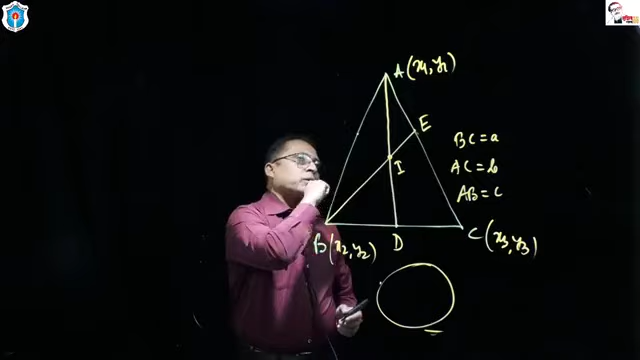 A (x1, y1)
E
BC = a
I
AC = b
AB = c
B (x2, y2)
D
C (x3, y3)